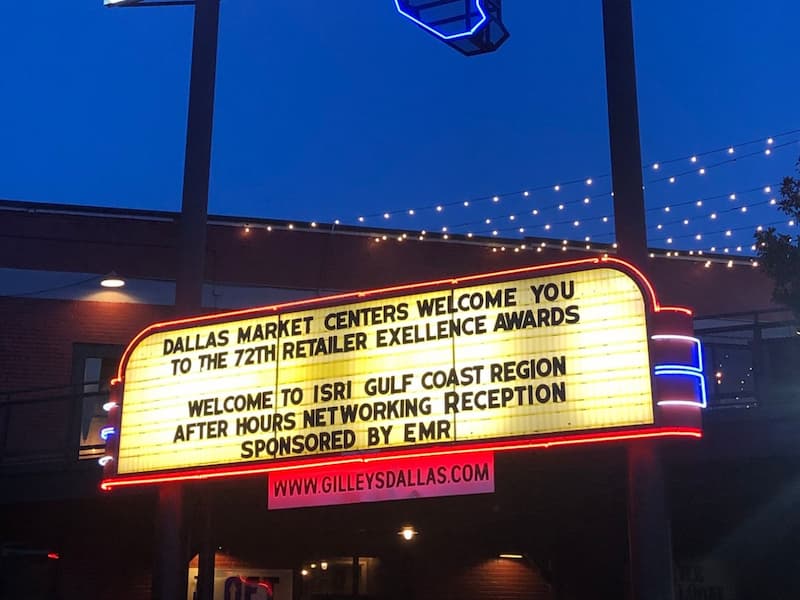 DALLAS MARKET CENTERS WELCOME YOU
TO THE 72TH RETAILER EXELLENCE AWARDS
WELCOME TO ISRI GULF COAST REGION
AFTER HOURS NETWORKING RECEPTION
SPONSORED BY EMR
WWW.GILLEYSDALLAS.COM